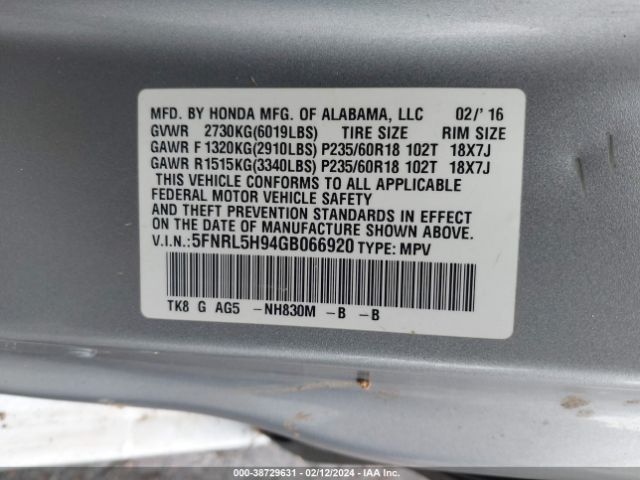 MFD. BY HONDA MFG. OF ALABAMA, LLC 02/' 16
GVWR 2730KG(6019LBS) TIRE SIZE RIM SIZE
GAWR F 1320KG(2910LBS) P235/60R18 102T 18X7J
GAWR R1515KG(3340LBS) P235/60R18 102T 18X7J
THIS VEHICLE CONFORMS TO ALL APPLICABLE
FEDERAL MOTOR VEHICLE SAFETY
AND THEFT PREVENTION STANDARDS IN EFFECT
ON THE DATE OF MANUFACTURE SHOWN ABOVE.
V.I.N.:5FNRL5H94GB066920 TYPE: MPV
TK8 G AG5 -NH830M -B -B
000-38729631 - 02/12/2024 - IAA Inc.